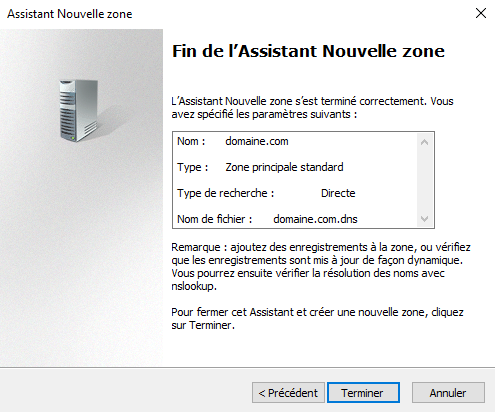 Assistant Nouvelle zone
Fin de l’Assistant Nouvelle zone
L’Assistant Nouvelle zone s’est terminé correctement. Vous
avez spécifié les paramètres suivants :
Nom : domaine.com
Type : Zone principale standard
Type de recherche : Directe
Nom de fichier : domaine.com.dns
Remarque : ajoutez des enregistrements à la zone, ou vérifiez
que les enregistrements sont mis à jour de façon dynamique.
Vous pourrez ensuite vérifier la résolution des noms avec
nslookup.
Pour fermer cet Assistant et créer une nouvelle zone, cliquez
sur Terminer.
< Précédent Terminer Annuler